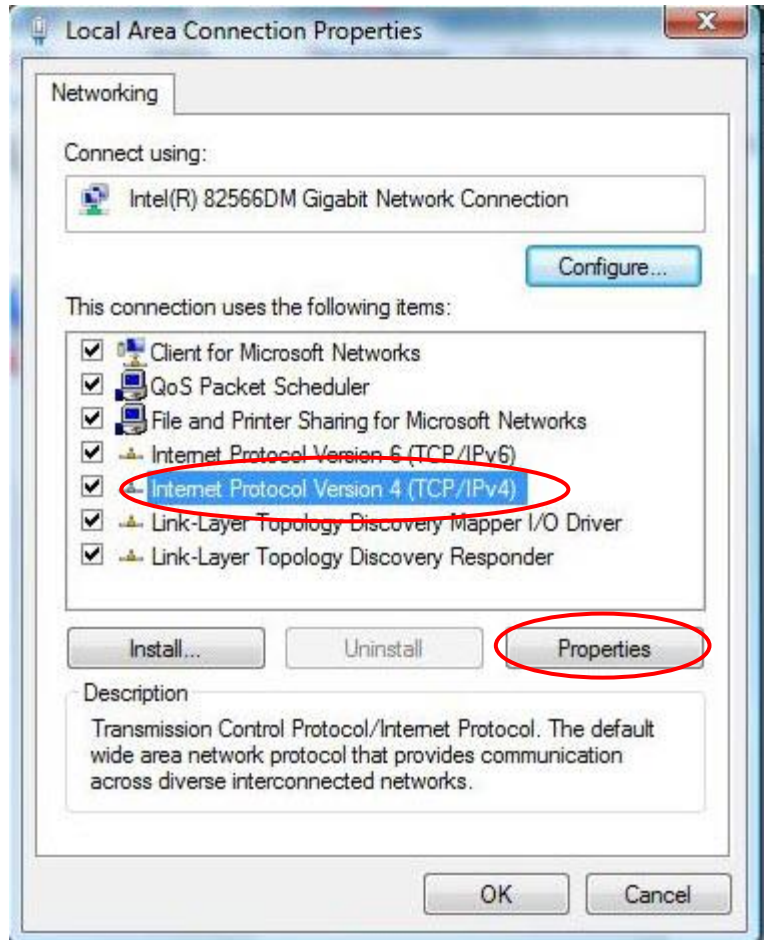 Local Area Connection Properties
Networking
Connect using:
Intel(R) 82566DM Gigabit Network Connection
Configure...
This connection uses the following items:
Client for Microsoft Networks
QoS Packet Scheduler
File and Printer Sharing for Microsoft Networks
Internet Protocol Version 6 (TCP/IPv6)
Internet Protocol Version 4 (TCP/IPv4)
Link-Layer Topology Discovery Mapper I/O Driver
Link-Layer Topology Discovery Responder
Install... Uninstall Properties
Description
Transmission Control Protocol/Internet Protocol. The default
wide area network protocol that provides communication
across diverse interconnected networks.
OK Cancel